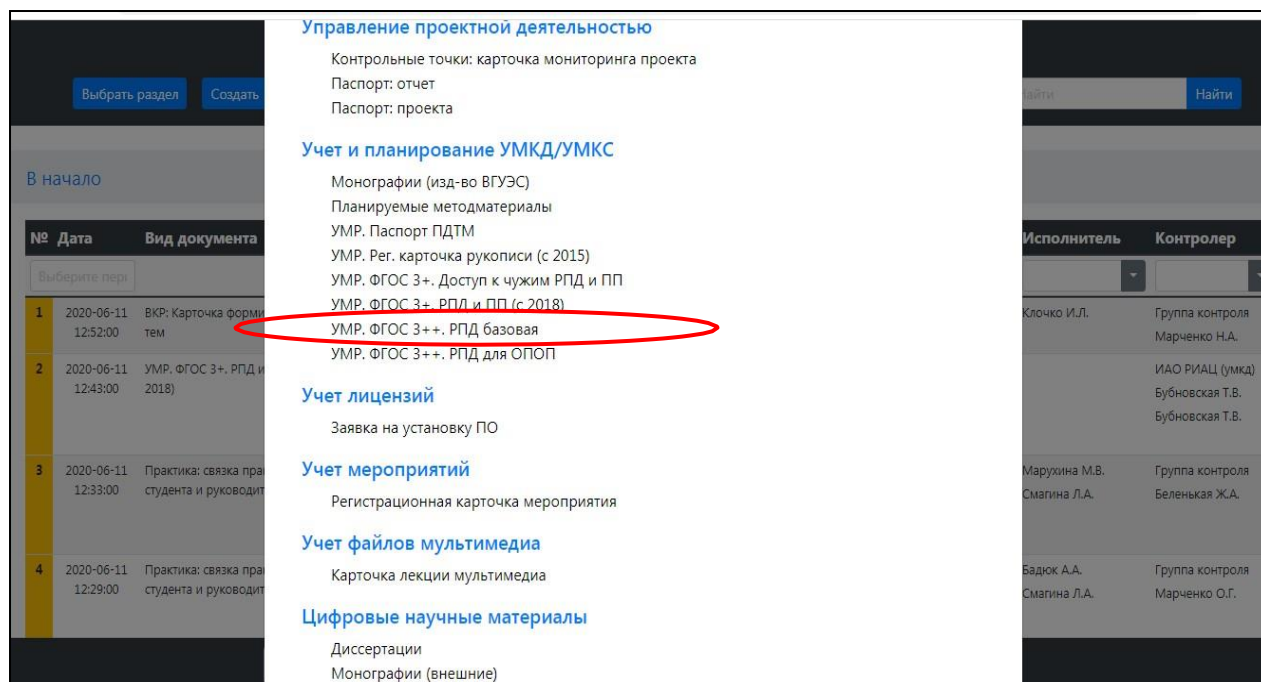 Управление проектной деятельностью
Контрольные точки: карточка мониторинга проекта
Паспорт: отчет
Паспорт: проекта
Выбрать раздел Создать Найти Найти
Учет и планирование УМКД/УМКС
В начало
Монографии (изд-во ВГУЭС)
Планируемые методматериалы
УМР. Паспорт ПДТМ
УМР. Рег. карточка рукописи (с 2015)
УМР. ФГОС 3+. Доступ к чужим РПД и ПП
УМР. ФГОС 3+. РПД и ПП (с 2018)
УМР. ФГОС 3++. РПД базовая
УМР. ФГОС 3++. РПД для ОПОП
Учет лицензий
Заявка на установку ПО
Учет мероприятий
Регистрационная карточка мероприятия
Учет файлов мультимедиа
Карточка лекции мультимедиа
Цифровые научные материалы
Диссертации
Монографии (внешние)
№ Дата Вид документа Исполнитель Контролер
Выберите пери
1 2020-06-11 ВКР: Карточка форми Клочко И.Л. Группа контроля
12:52:00 тем Марченко Н.А.
2 2020-06-11 УМР. ФГОС 3+. РПД и ИАО РИАЦ (умкд)
12:43:00 2018) Бубновская Т.В.
Бубновская Т.В.
3 2020-06-11 Практика: связка пра Марухина М.В. Группа контроля
12:33:00 студента и руководит Смагина Л.А. Беленькая Ж.А.
4 2020-06-11 Практика: связка пра Бадюк А.А. Группа контроля
12:29:00 студента и руководит Смагина Л.А. Марченко О.Г.